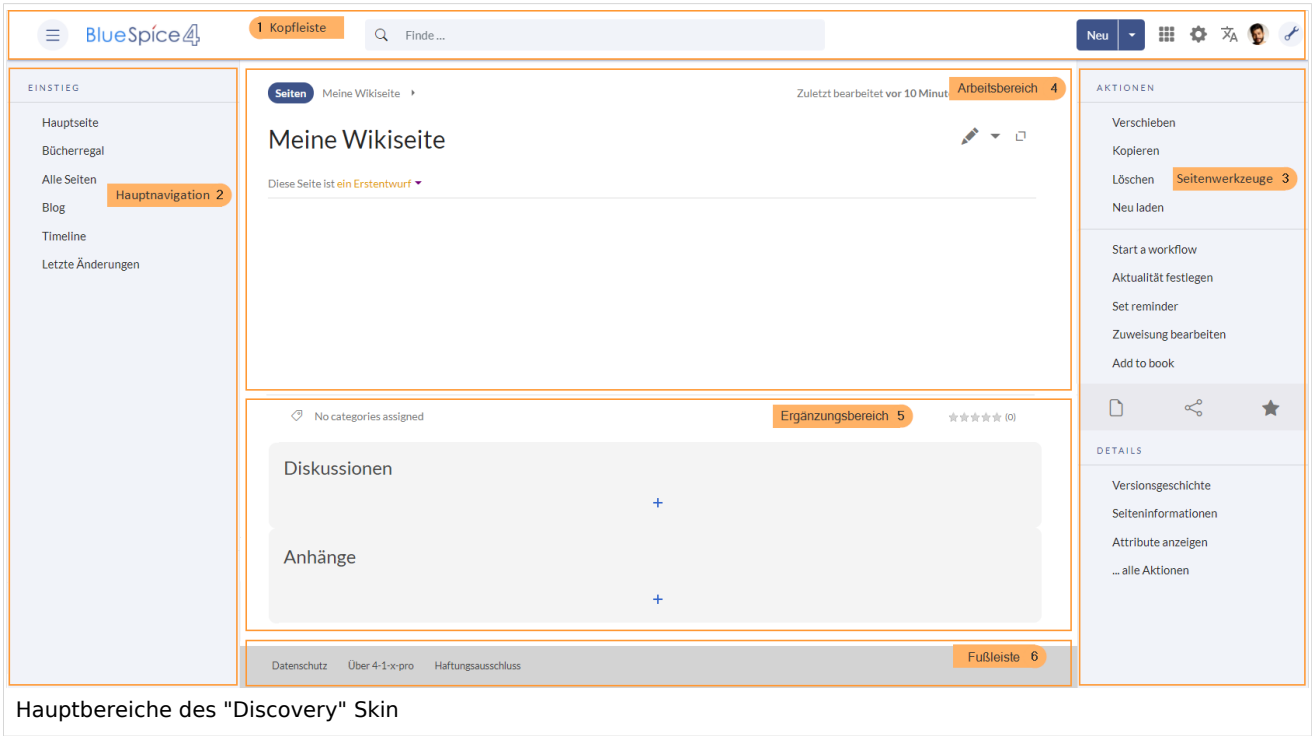 BlueSpice 4
1 Kopfleiste
Finde ...
Neu
EINSTIEG
Hauptseite
Bücherregal
Alle Seiten
Hauptnavigation 2
Blog
Timeline
Letzte Änderungen
Seiten Meine Wikiseite
Zuletzt bearbeitet vor 10 Minut
Arbeitsbereich 4
Meine Wikiseite
Diese Seite ist ein Erstentwurf
No categories assigned
Ergänzungsbereich 5
(0)
Diskussionen
+
Anhänge
+
Datenschutz Über 4-1-x-pro Haftungsausschluss
Fußleiste 6
AKTIONEN
Verschieben
Kopieren
Löschen
Seitenwerkzeuge 3
Neu laden
Start a workflow
Aktualität festlegen
Set reminder
Zuweisung bearbeiten
Add to book
DETAILS
Versionsgeschichte
Seiteninformationen
Attribute anzeigen
... alle Aktionen
Hauptbereiche des "Discovery" Skin